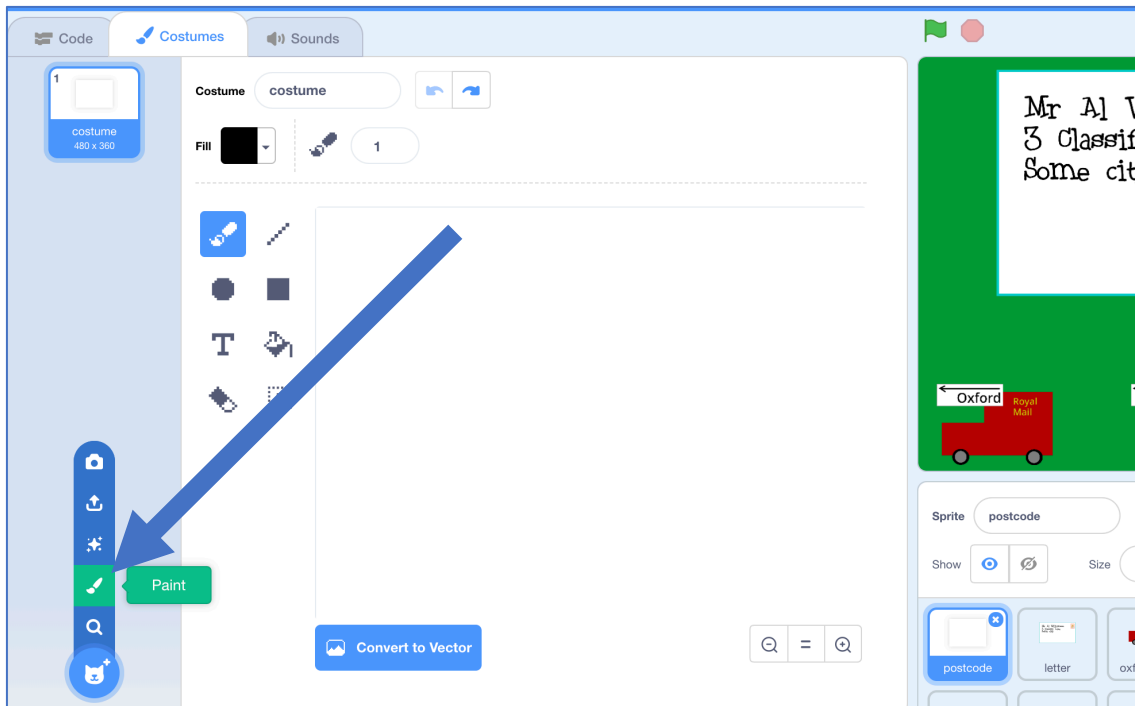 Code
Costumes
Sounds
1
costume
480 x 360
Costume
costume
Fill
1
T
Paint
Convert to Vector
Mr Al
3 Classif
Some cit
Oxford
Royal
Mail
Sprite
postcode
Show
Size
postcode
letter
oxf